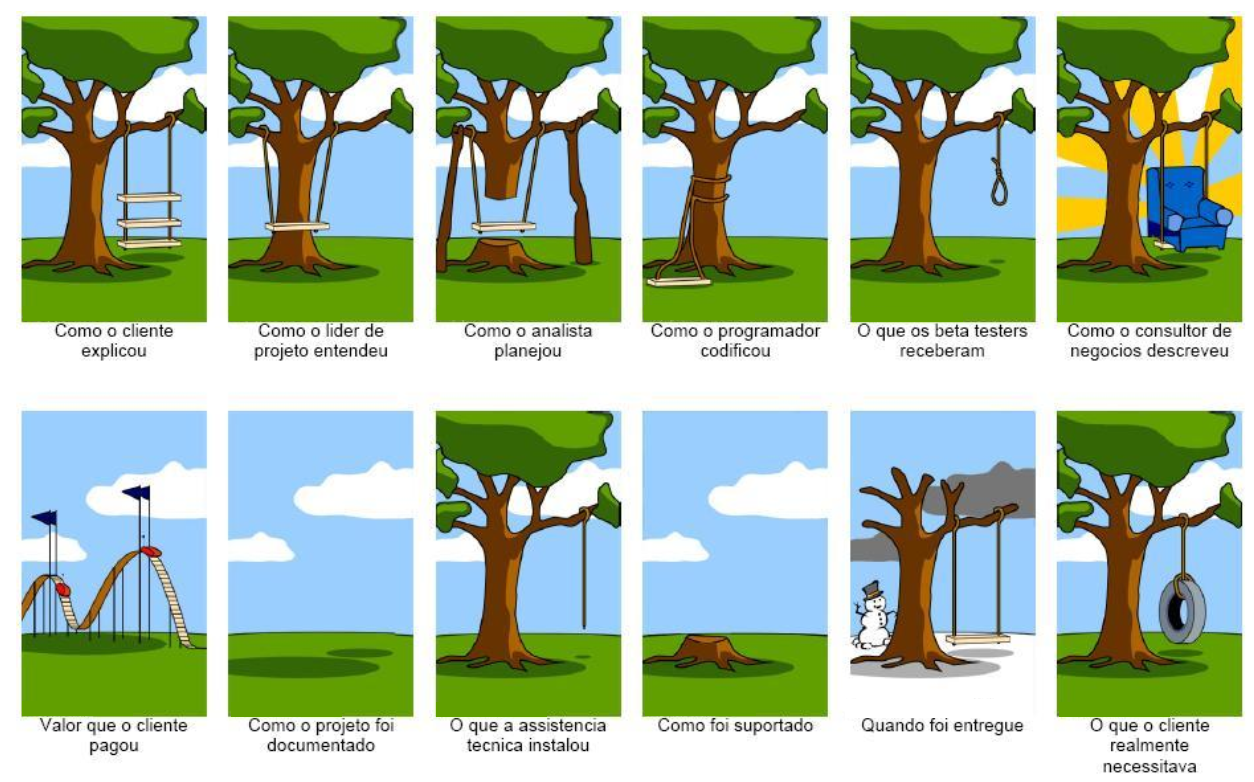 Como o cliente
explicou
Como o lider de
projeto entendeu
Como o analista
planejou
Como o programador
codificou
O que os beta testers
receberam
Como o consultor de
negocios descreveu
Valor que o cliente
pagou
Como o projeto foi
documentado
O que a assistencia
tecnica instalou
Como foi suportado
Quando foi entregue
O que o cliente
realmente
necessitava